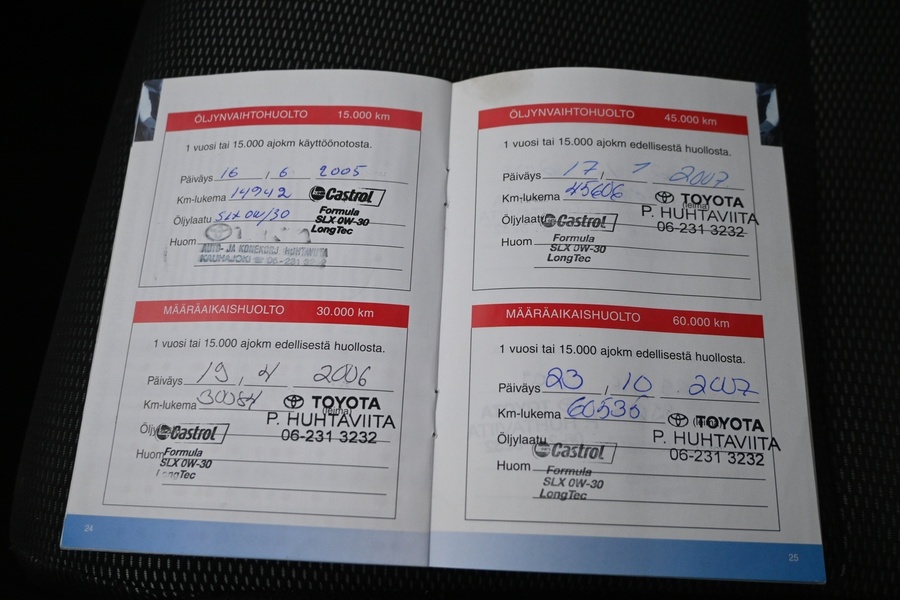 ÖLJYNVAIHTOHUOLTO 15.000 km
1 vuosi tai 15.000 ajokm käyttöönotosta.
Päiväys 16 . 6 . 2005
Km-lukema 14942
Castrol
Öljylaatu SLX 0W/30
Formula
SLX 0W-30
LongTec
Huom
AUTO- JA KONEKORJ. HUHTAVIITA
KAUHAJOKI ☎ 06-231
MÄÄRÄAIKAISHUOLTO 30.000 km
1 vuosi tai 15.000 ajokm edellisestä huollosta.
Päiväys 19 . 4 2006
Km-lukema 30084
TOYOTA
P. HUHTAVIITA
06-231 3232
Castrol
Huom
Formula
SLX 0W-30
LongTec
24
ÖLJYNVAIHTOHUOLTO 45.000 km
1 vuosi tai 15.000 ajokm edellisestä huollosta.
Päiväys 17 . 1 2007
Km-lukema 45606
TOYOTA
P. HUHTAVIITA
06-231 3232
Öljylaatu
Castrol
Huom
Formula
SLX 0W-30
LongTec
MÄÄRÄAIKAISHUOLTO 60.000 km
1 vuosi tai 15.000 ajokm edellisestä huollosta.
Päiväys 23 . 10 . 2007
Km-lukema 60535
TOYOTA
P. HUHTAVIITA
06-231 3232
Öljylaatu
Castrol
Huom
Formula
SLX 0W-30
LongTec
25